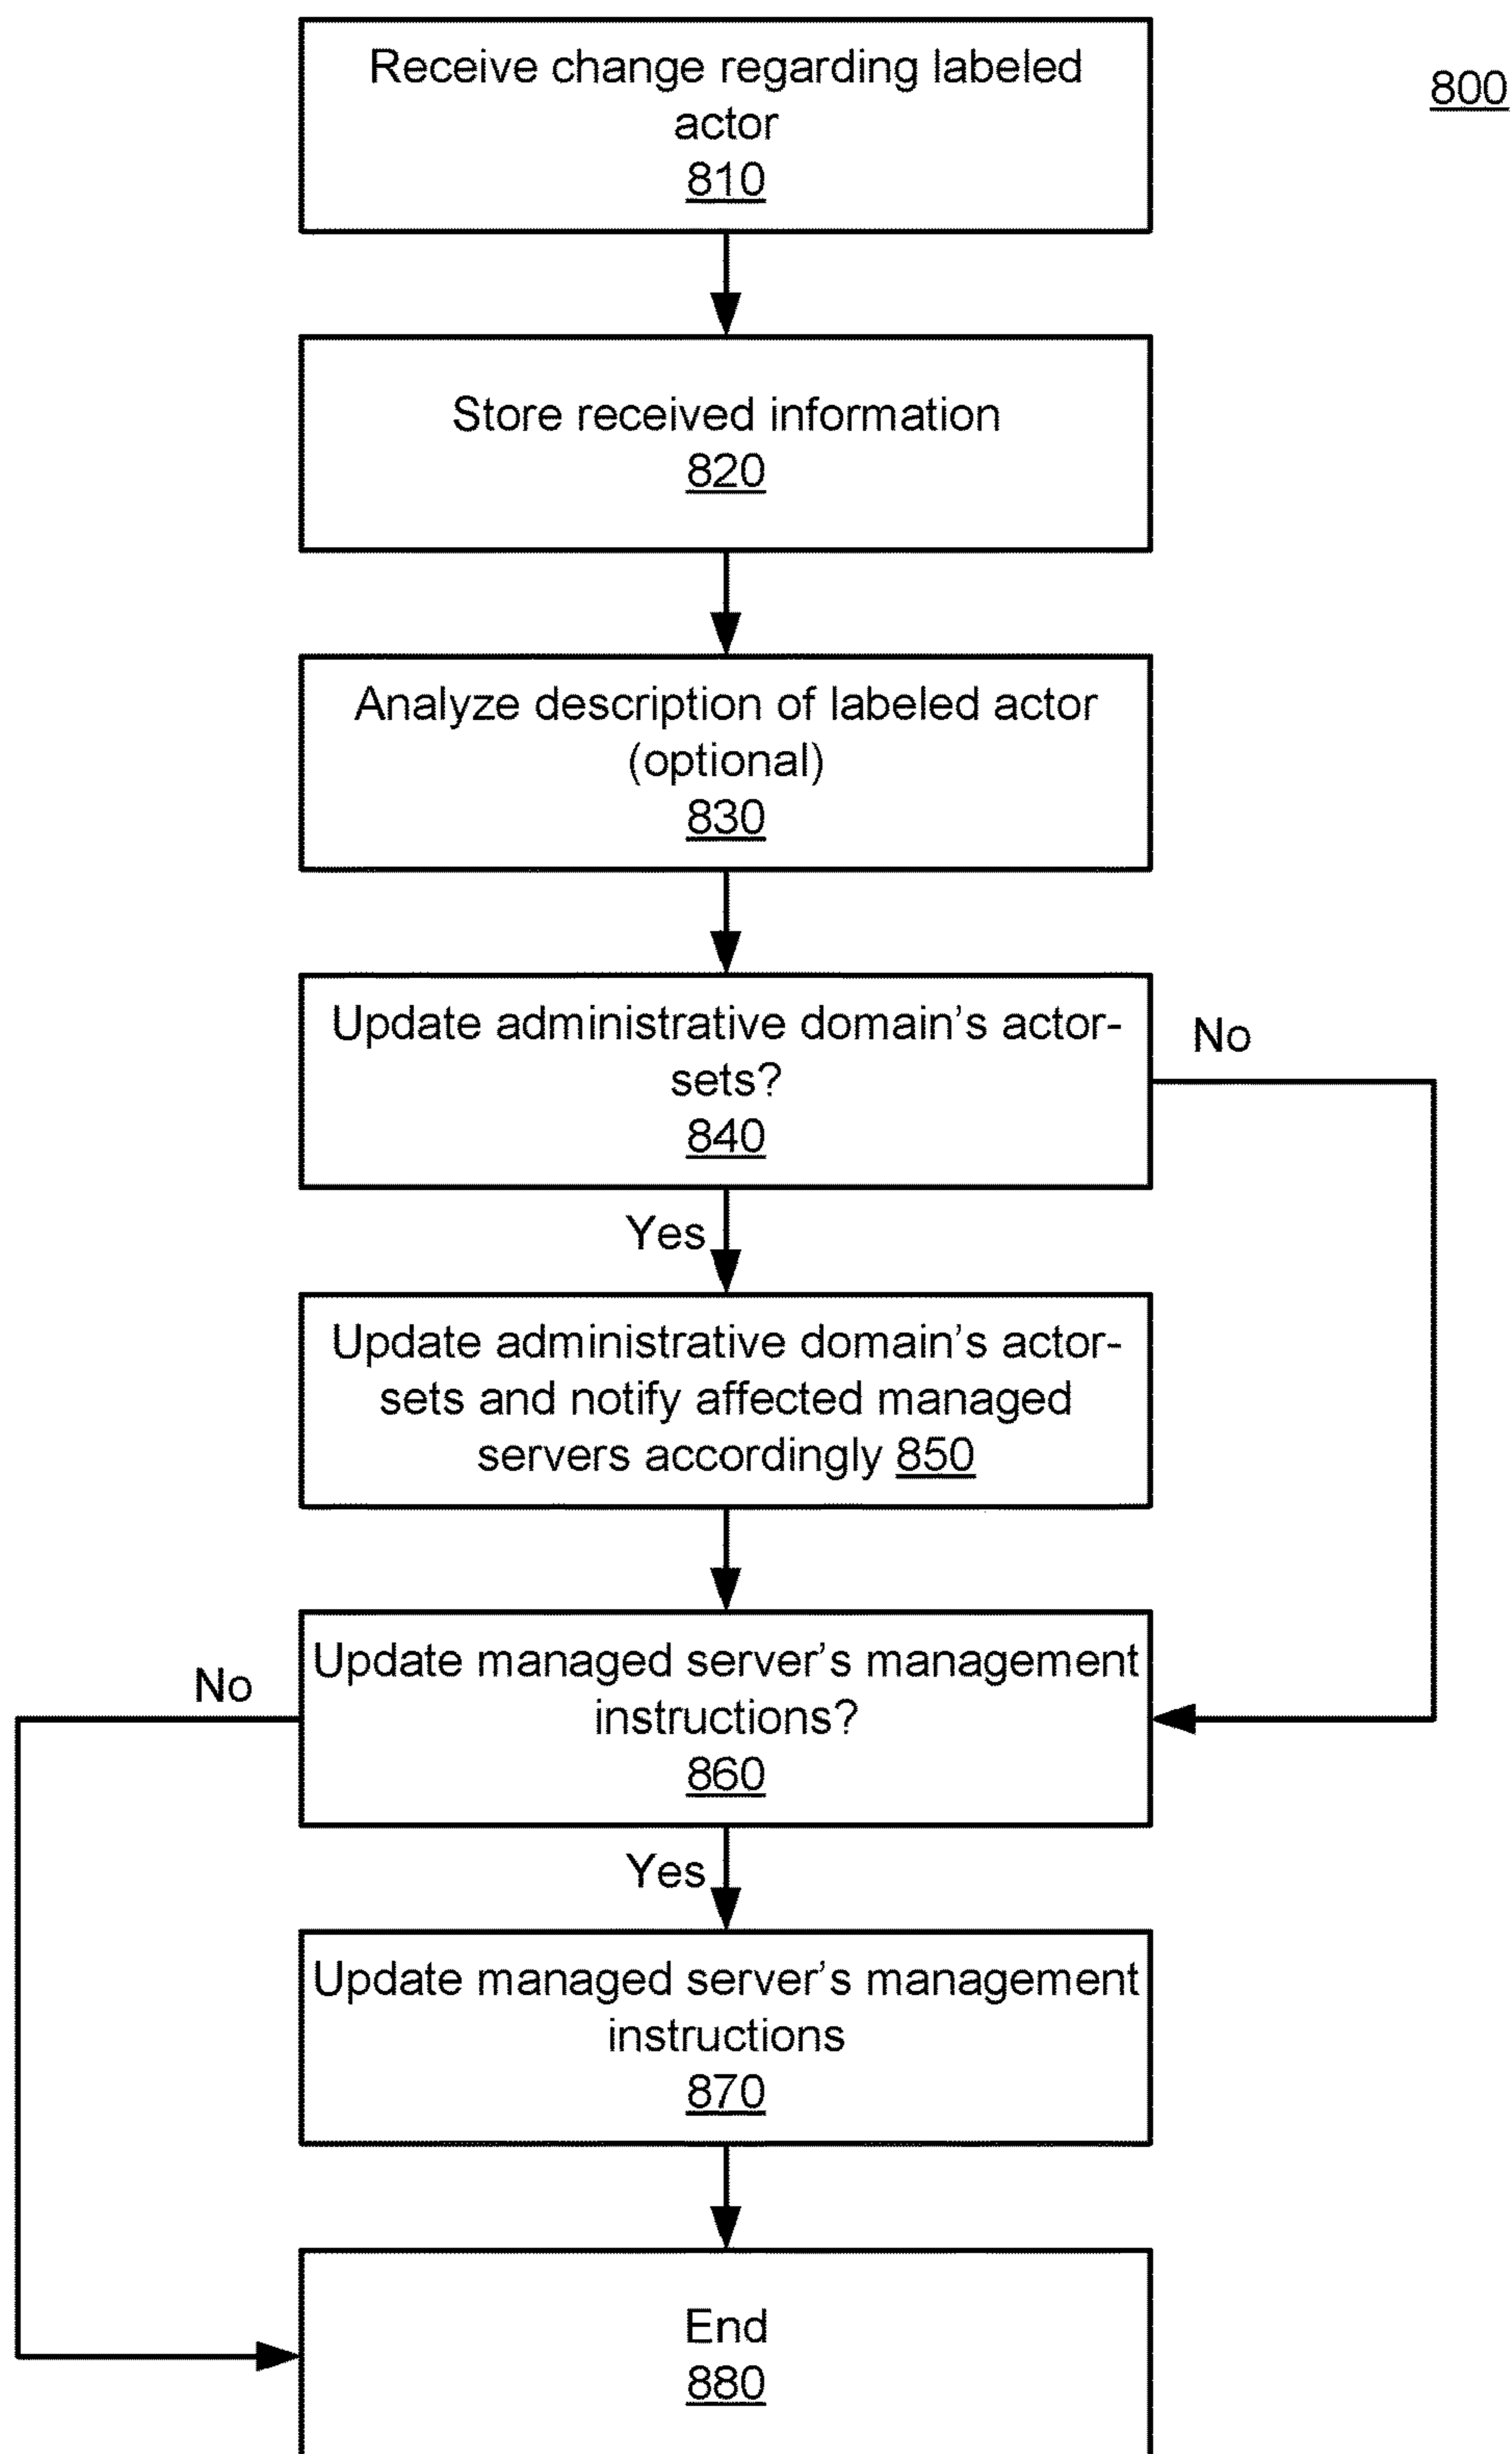 Receive change regarding labeled
actor
810
800
Store received information
820
Analyze description of labeled actor
(optional)
830
Update administrative domain's actor-
sets?
840
No
Yes
Update administrative domain's actor-
sets and notify affected managed
servers accordingly 850
Update managed server's management
instructions?
860
No
Yes
Update managed server's management
instructions
870
End
880